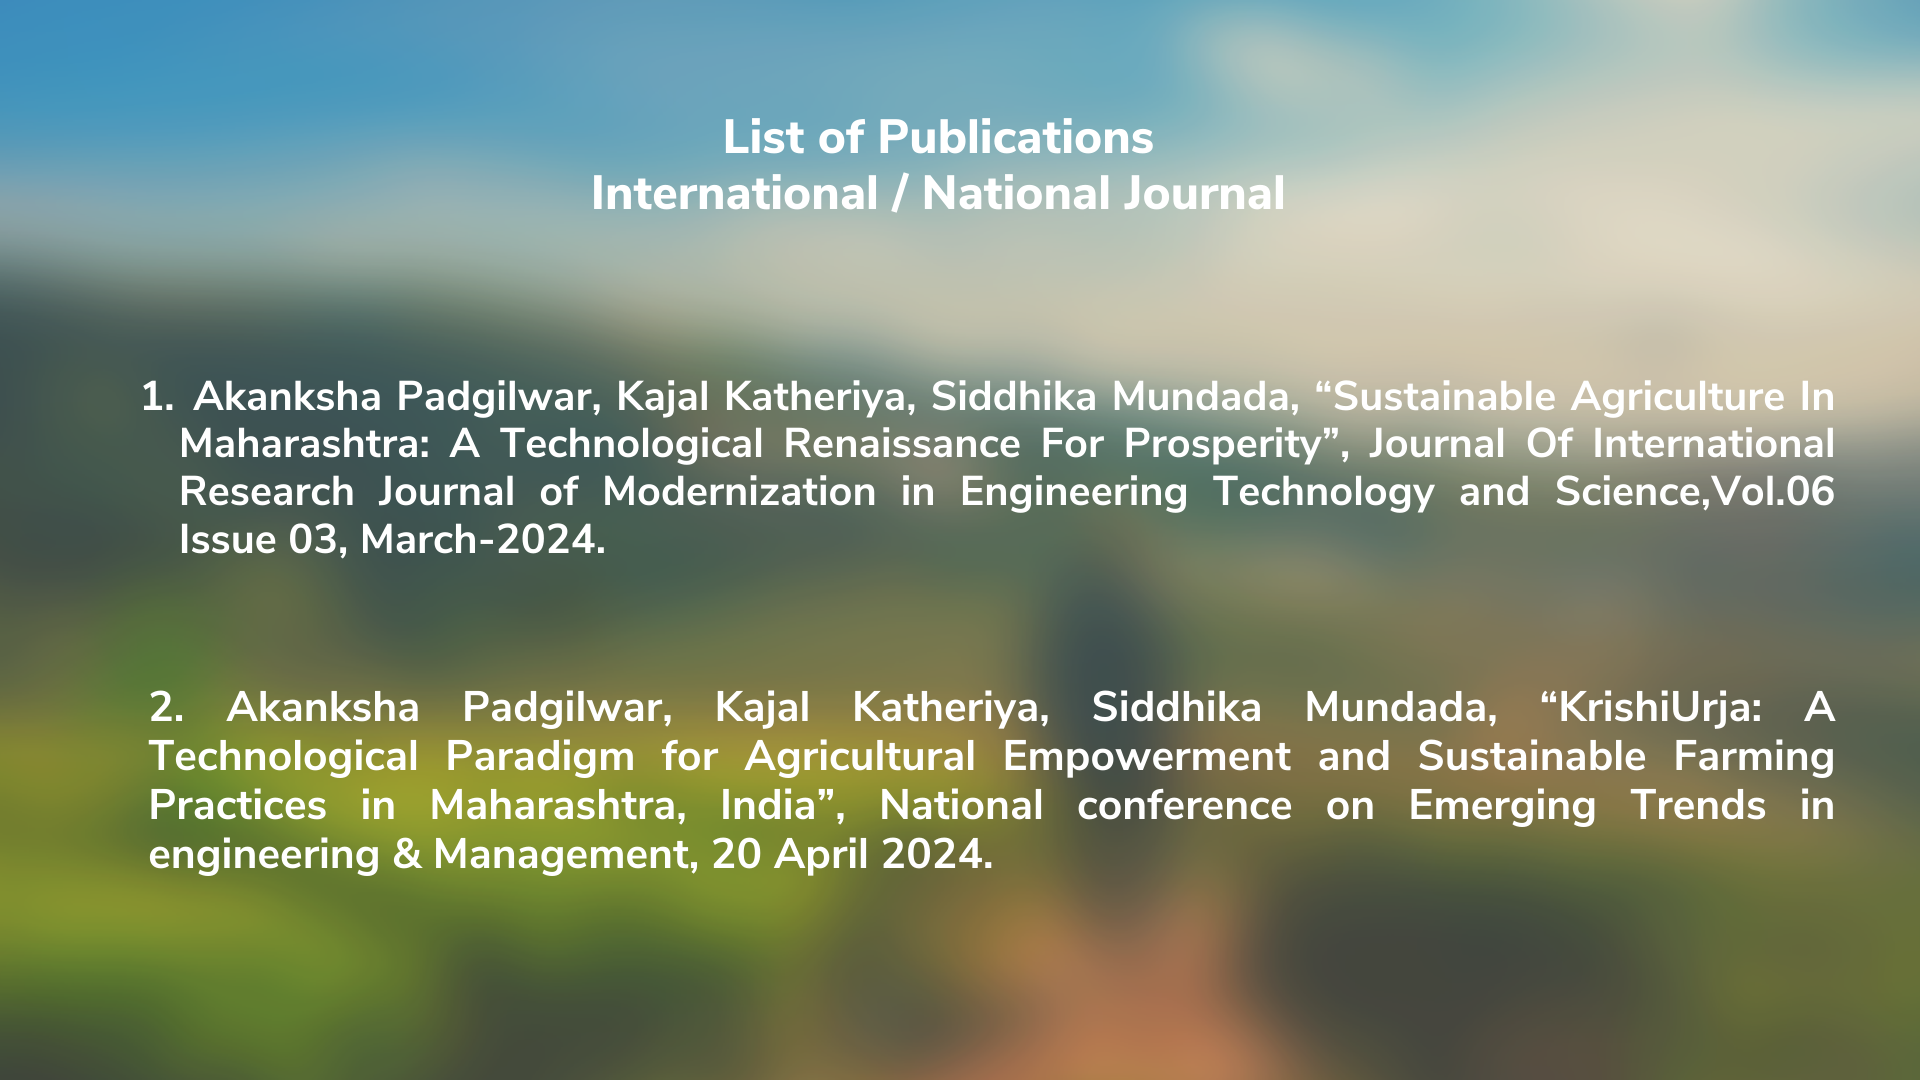 List of Publications
International / National Journal
1. Akanksha Padgilwar, Kajal Katheriya, Siddhika Mundada, “Sustainable Agriculture In
Maharashtra: A Technological Renaissance For Prosperity”, Journal Of International
Research Journal of Modernization in Engineering Technology and Science,Vol.06
Issue 03, March-2024.
2. Akanksha Padgilwar, Kajal Katheriya, Siddhika Mundada, “KrishiUrja: A
Technological Paradigm for Agricultural Empowerment and Sustainable Farming
Practices in Maharashtra, India”, National conference on Emerging Trends in
engineering & Management, 20 April 2024.